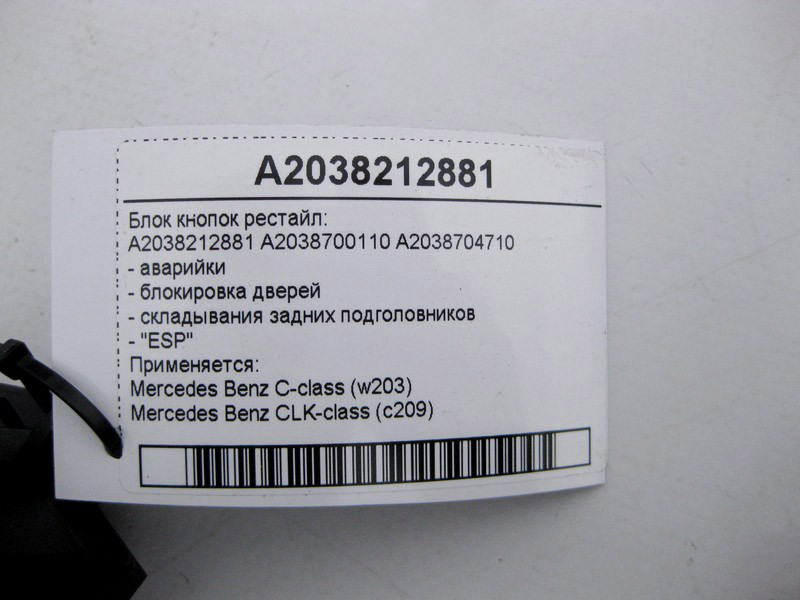 A2038212881
Блок кнопок рестайл:
A2038212881 A2038700110 A2038704710
- аварийки
- блокировка дверей
- складывания задних подголовников
- "ESP"
Применяется:
Mercedes Benz C-class (w203)
Mercedes Benz CLK-class (c209)